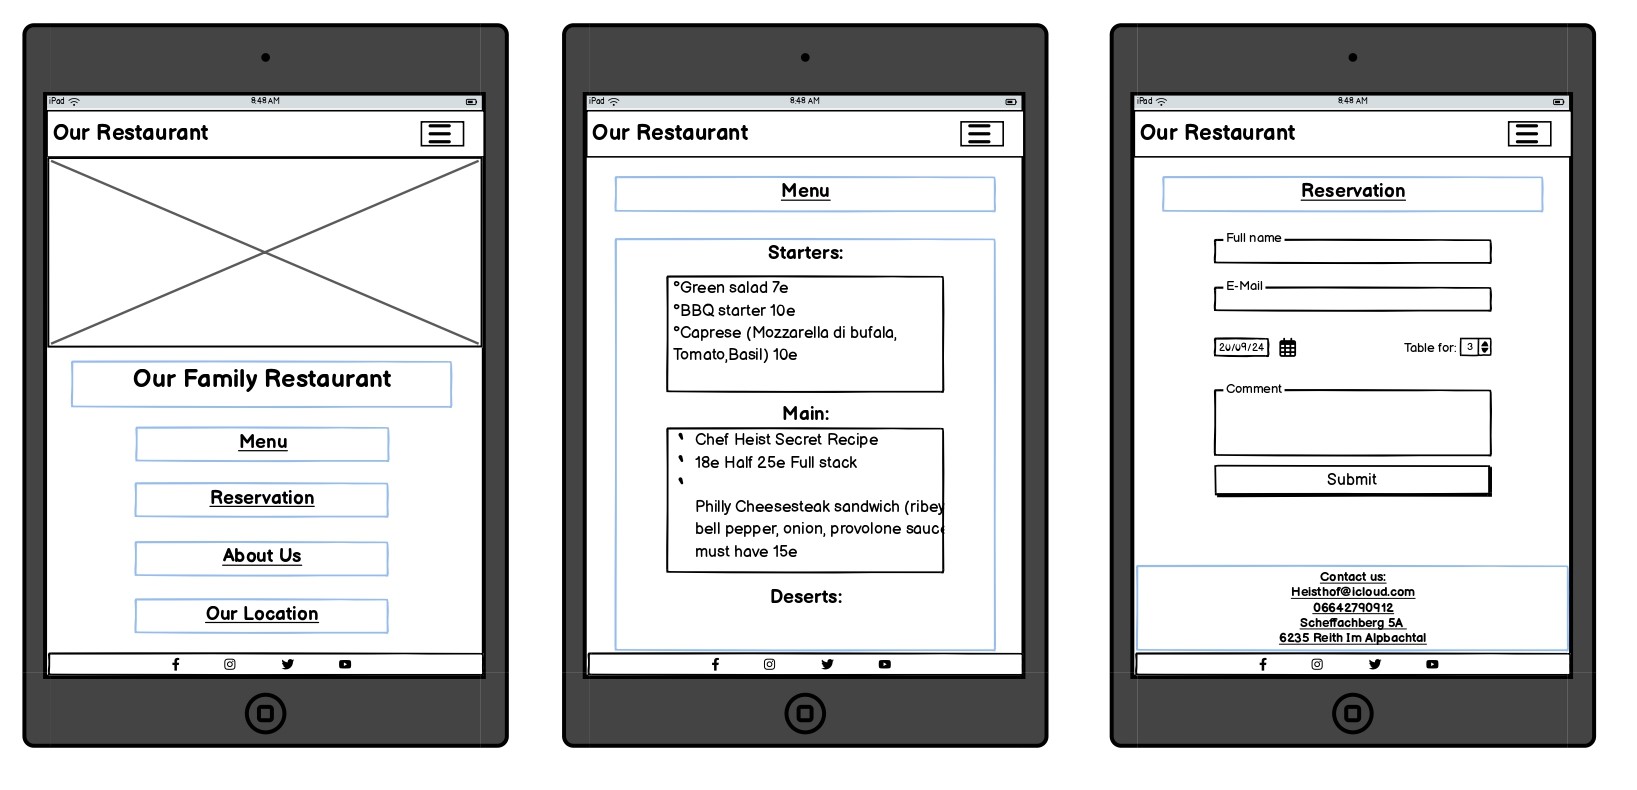 iPad 8:48 AM
Our Restaurant
Our Family Restaurant
Menu
Reservation
About Us
Our Location
iPad 8:48 AM
Our Restaurant
Menu
Starters:
°Green salad 7e
°BBQ starter 10e
°Caprese (Mozzarella di bufala,
Tomato,Basil) 10e
Main:
Chef Heist Secret Recipe
18e Half 25e Full stack
Philly Cheesesteak sandwich (ribey
bell pepper, onion, provolone sauc
must have 15e
Deserts:
iPad 8:48 AM
Our Restaurant
Reservation
Full name
E-Mail
20/09/24 Table for: 3
Comment
Submit
Contact us:
Heisthof@icloud.com
06642790912
Scheffachberg 5A
6235 Reith Im Alpbachtal